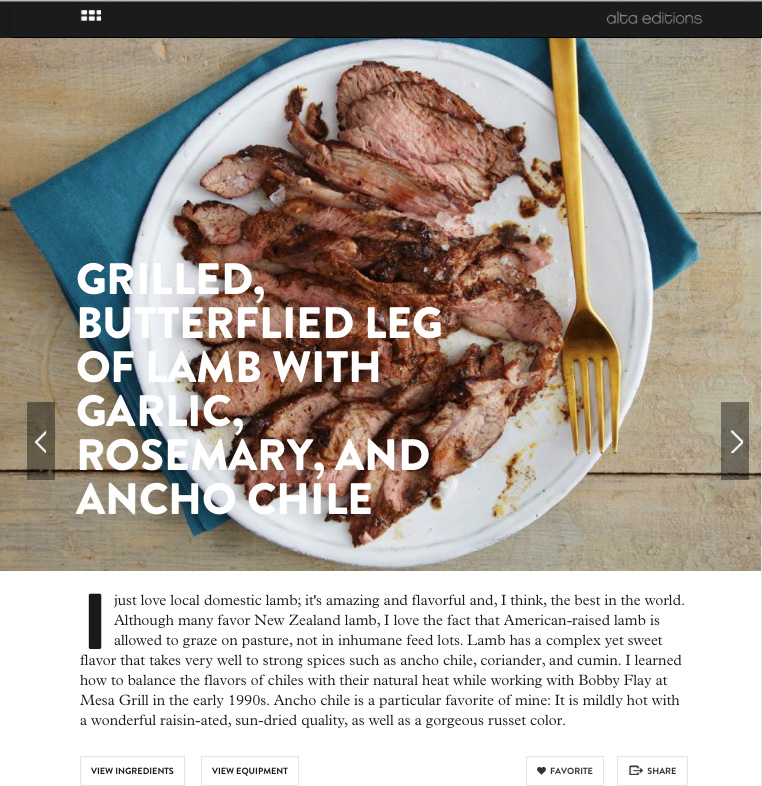 alta editions
GRILLED,
BUTTERFLIED LEG
OF LAMB WITH
GARLIC,
ROSEMARY, AND
ANCHO CHILE
I just love local domestic lamb; it's amazing and flavorful and, I think, the best in the world.
Although many favor New Zealand lamb, I love the fact that American-raised lamb is
allowed to graze on pasture, not in inhumane feed lots. Lamb has a complex yet sweet
flavor that takes very well to strong spices such as ancho chile, coriander, and cumin. I learned
how to balance the flavors of chiles with their natural heat while working with Bobby Flay at
Mesa Grill in the early 1990s. Ancho chile is a particular favorite of mine: It is mildly hot with
a wonderful raisin-ated, sun-dried quality, as well as a gorgeous russet color.
VIEW INGREDIENTS VIEW EQUIPMENT FAVORITE SHARE